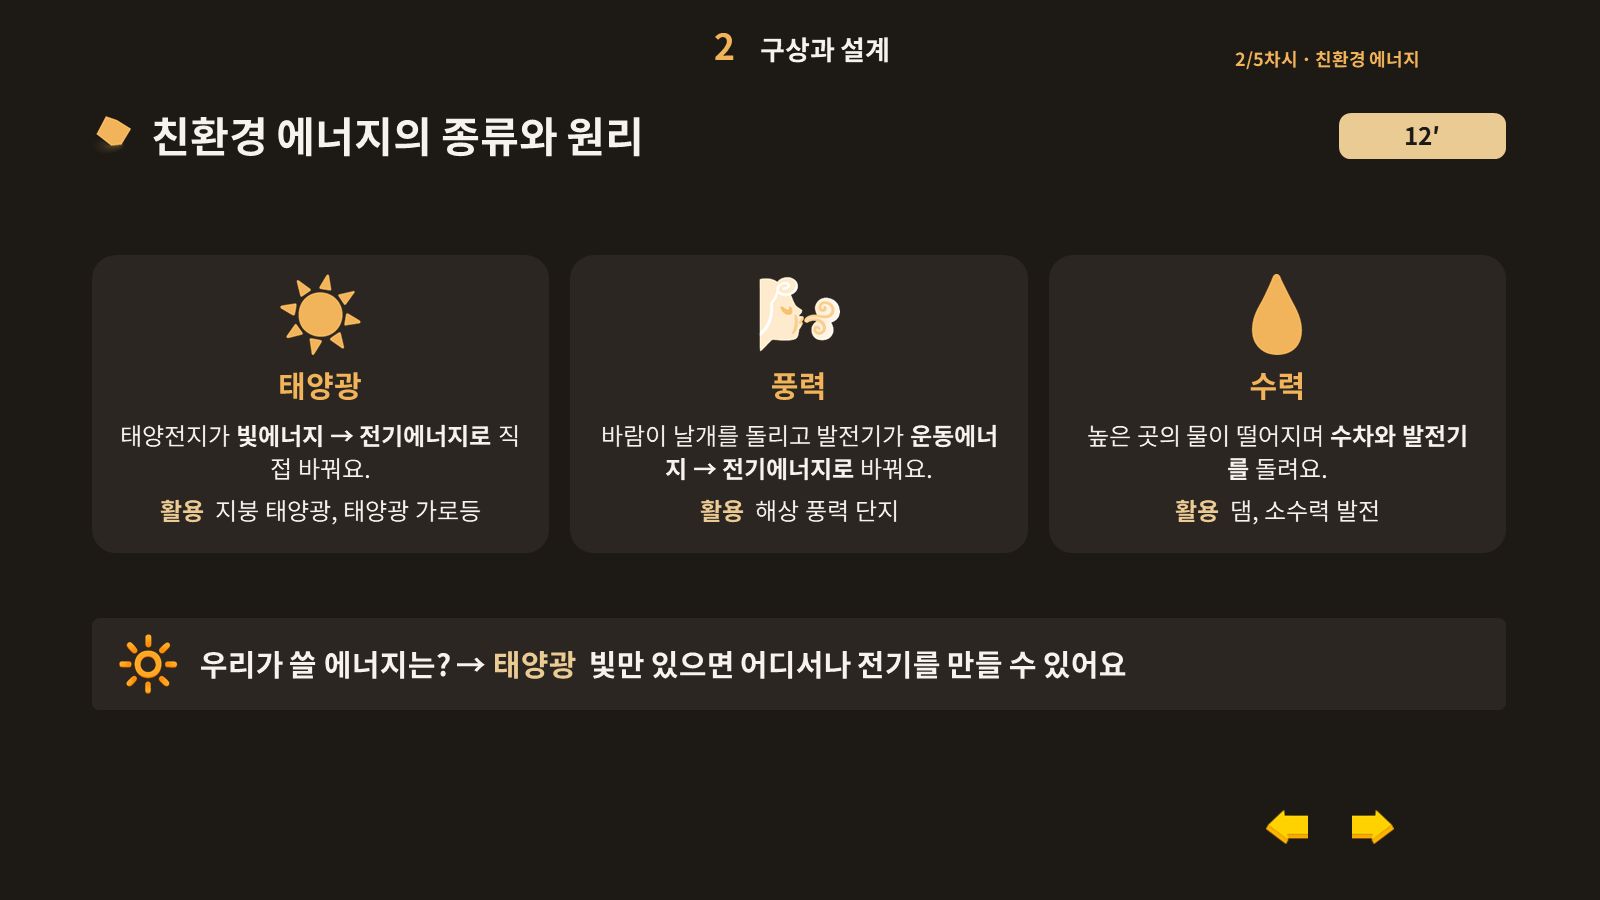 2 구상과 설계
2/5차시 · 친환경 에너지
친환경 에너지의 종류와 원리
12′
태양광
태양전지가 빛에너지 → 전기에너지로 직
접 바꿔요.
활용 지붕 태양광, 태양광 가로등
풍력
바람이 날개를 돌리고 발전기가 운동에너
지 → 전기에너지로 바꿔요.
활용 해상 풍력 단지
수력
높은 곳의 물이 떨어지며 수차와 발전기
를 돌려요.
활용 댐, 소수력 발전
우리가 쓸 에너지는? → 태양광 빛만 있으면 어디서나 전기를 만들 수 있어요